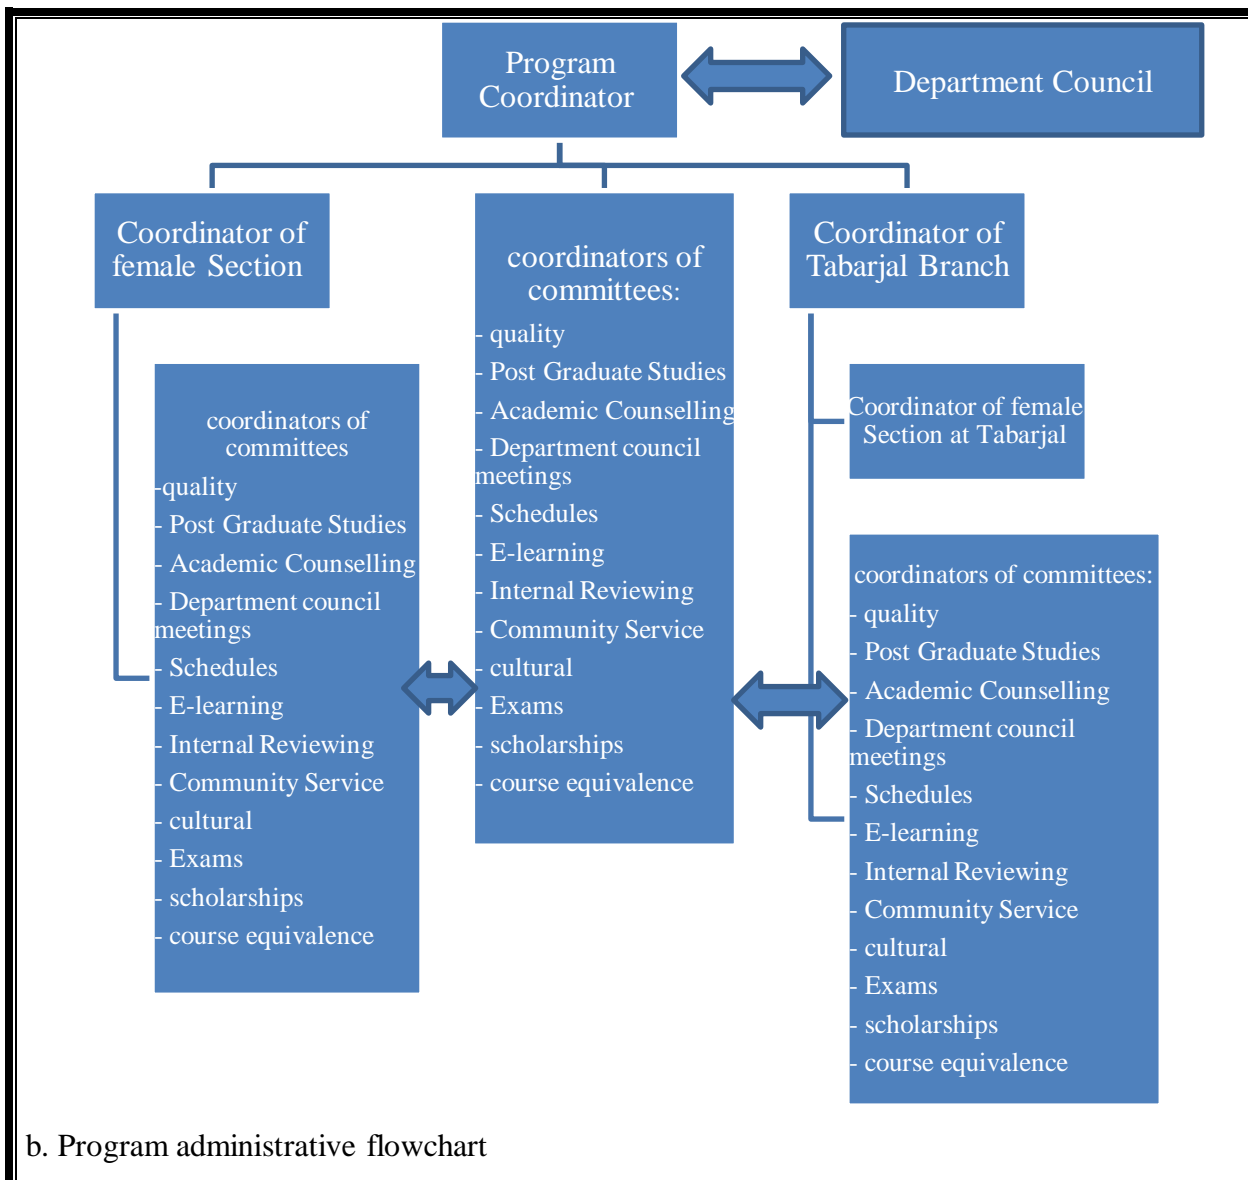 Program
Coordinator
Department Council
Coordinator of
female Section
coordinators of
committees:
- quality
- Post Graduate Studies
- Academic Counselling
- Department council
meetings
- Schedules
- E-learning
- Internal Reviewing
- Community Service
- cultural
- Exams
- scholarships
- course equivalence
Coordinator of
Tabarjal Branch
coordinators of
committees
-quality
- Post Graduate Studies
- Academic Counselling
- Department council
meetings
- Schedules
- E-learning
- Internal Reviewing
- Community Service
- cultural
- Exams
- scholarships
- course equivalence
Coordinator of female
Section at Tabarjal
coordinators of committees:
- quality
- Post Graduate Studies
- Academic Counselling
- Department council
meetings
- Schedules
- E-learning
- Internal Reviewing
- Community Service
- cultural
- Exams
- scholarships
- course equivalence
b. Program administrative flowchart